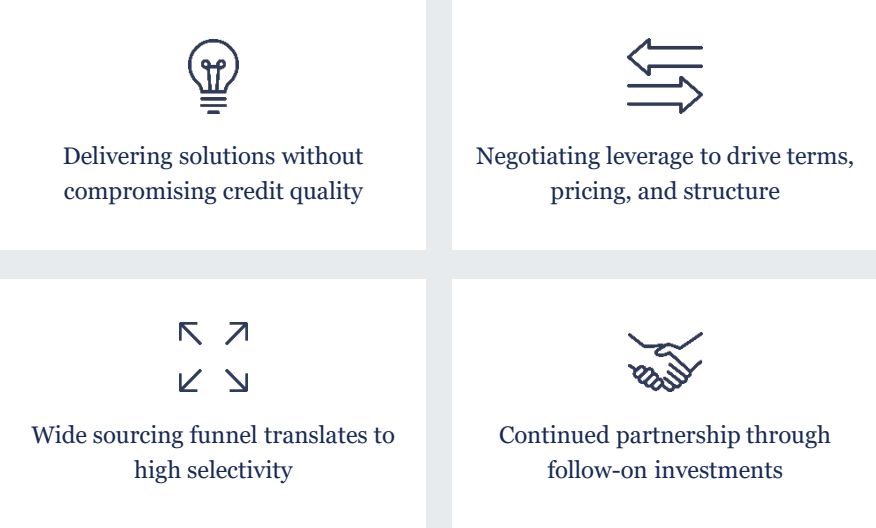 Delivering solutions without
compromising credit quality
Negotiating leverage to drive terms,
pricing, and structure
Wide sourcing funnel translates to
high selectivity
Continued partnership through
follow-on investments